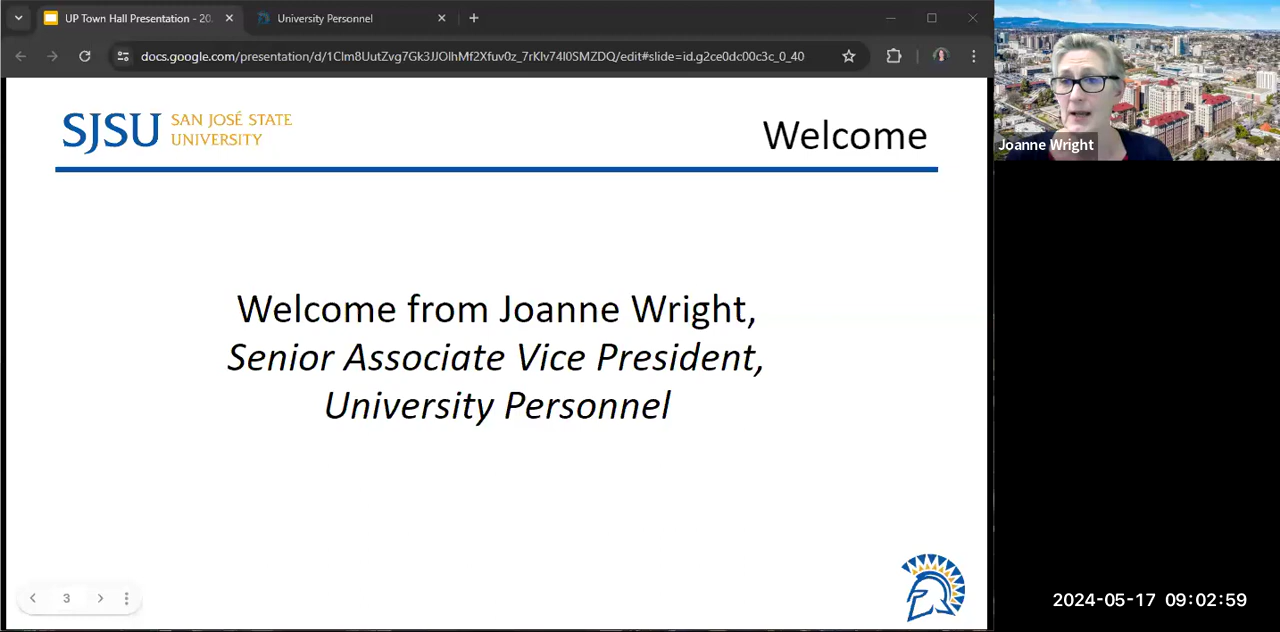 UP Town Hall Presentation - 20
University Personnel
docs.google.com/presentation/d/1Clm8UutZvg7Gk3JJOlhMf2Xfuv0z_7rKlv74I0SMZDQ/edit#slide=id.g2ce0dc00c3c_0_40
SJSU SAN JOSÉ STATE
UNIVERSITY
Welcome
Joanne Wright
Welcome from Joanne Wright,
Senior Associate Vice President,
University Personnel
3
2024-05-17 09:02:59